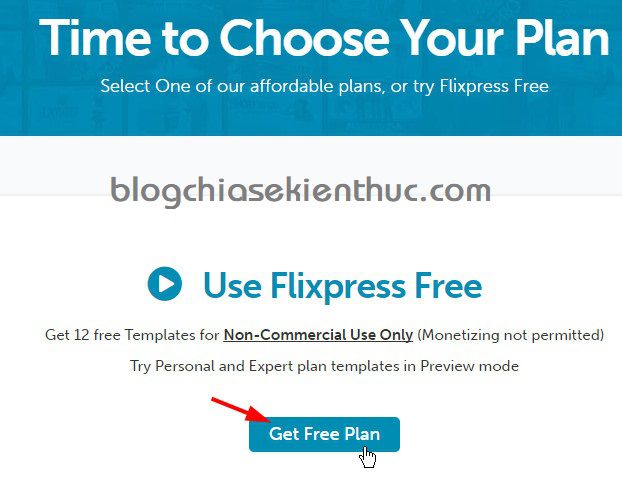 Time to Choose Your Plan
Select One of our affordable plans, or try Flixpress Free
blogchiasekienthuc.com
Use Flixpress Free
Get 12 free Templates for Non-Commercial Use Only (Monetizing not permitted)
Try Personal and Expert plan templates in Preview mode
Get Free Plan